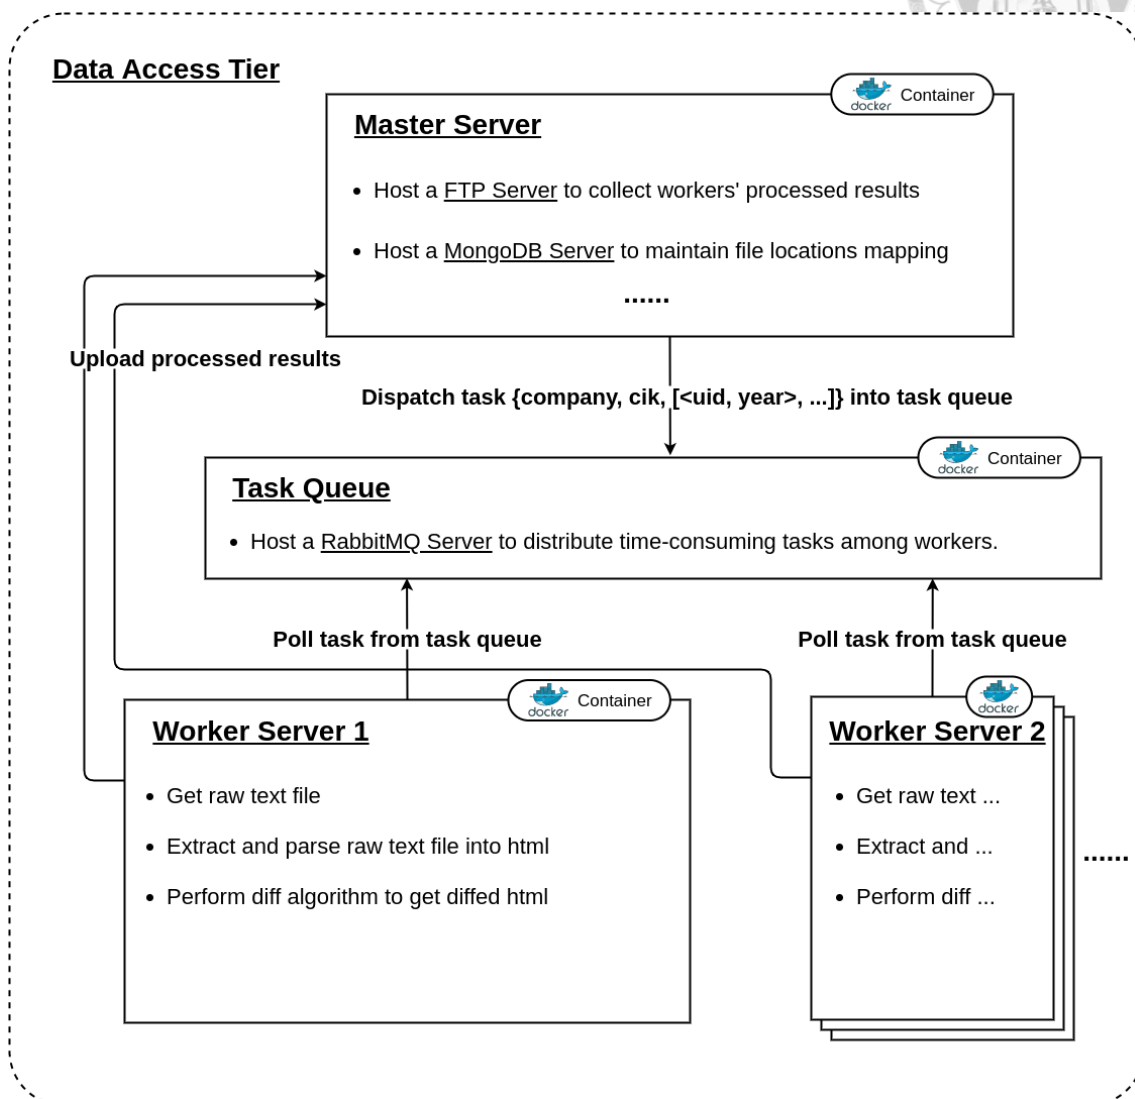 Data Access Tier
docker Container
Master Server
• Host a FTP Server to collect workers' processed results
• Host a MongoDB Server to maintain file locations mapping
......
Upload processed results
Dispatch task {company, cik, [<uid, year>, ...]} into task queue
docker Container
Task Queue
• Host a RabbitMQ Server to distribute time-consuming tasks among workers.
Poll task from task queue
Poll task from task queue
docker Container
Worker Server 1
• Get raw text file
• Extract and parse raw text file into html
• Perform diff algorithm to get diffed html
docker
Worker Server 2
• Get raw text ...
• Extract and ...
• Perform diff ...
......